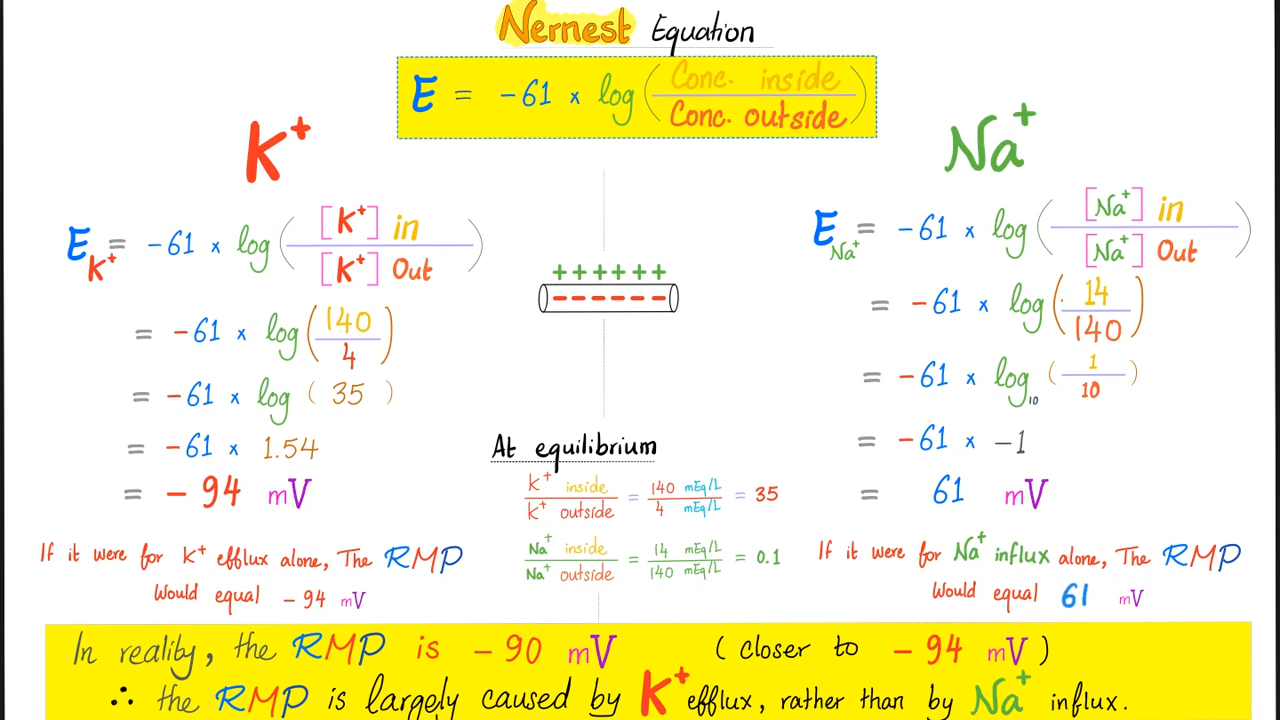 Nernest Equation
E = -61 × log (Conc. inside / Conc. outside)
K+
E K+ = -61 × log ([K+] in / [K+] Out)
= -61 × log (140 / 4)
= -61 × log (35)
= -61 × 1.54
= - 94 mV
If it were for K+ efflux alone, The RMP
Would equal - 94 mV
+ + + + + +
- - - - - -
At equilibrium
K+ inside / K+ outside = 140 mEq/L / 4 mEq/L = 35
Na+ inside / Na+ outside = 14 mEq/L / 140 mEq/L = 0.1
Na+
E Na+ = -61 × log ([Na+] in / [Na+] Out)
= -61 × log (14 / 140)
= -61 × log10 (1 / 10)
= -61 × -1
= 61 mV
If it were for Na+ influx alone, The RMP
Would equal 61 mV
In reality, the RMP is - 90 mV (closer to - 94 mV)
∴ the RMP is largely caused by K+ efflux, rather than by Na+ influx.